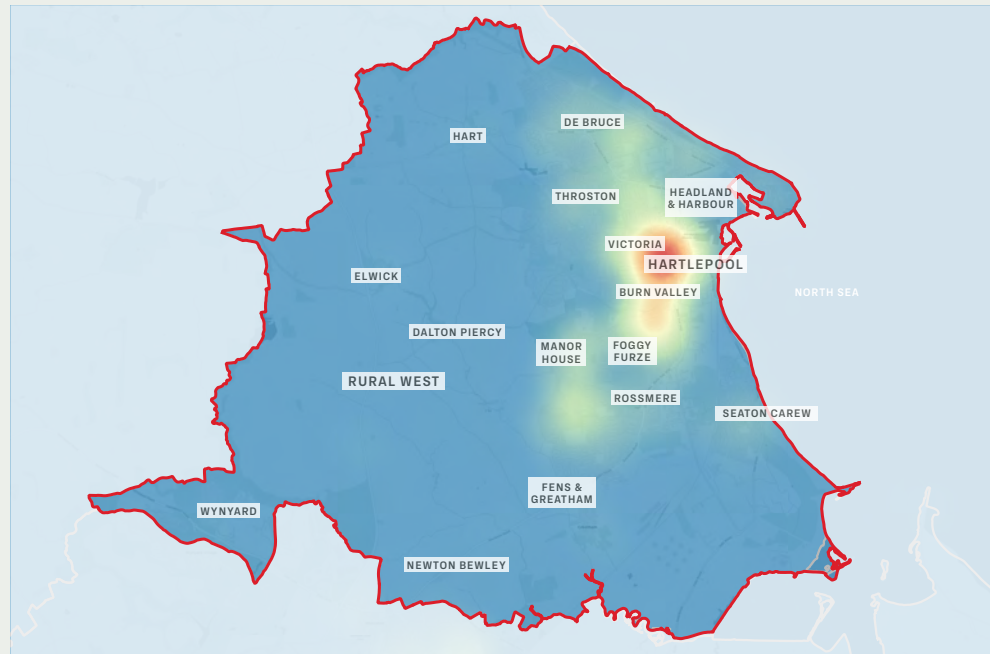 DE BRUCE
HART
THROSTON
HEADLAND
& HARBOUR
VICTORIA
HARTLEPOOL
ELWICK
BURN VALLEY
NORTH SEA
DALTON PIERCY
MANOR
HOUSE
FOGGY
FURZE
RURAL WEST
ROSSMERE
SEATON CAREW
FENS &
GREATHAM
WYNYARD
NEWTON BEWLEY